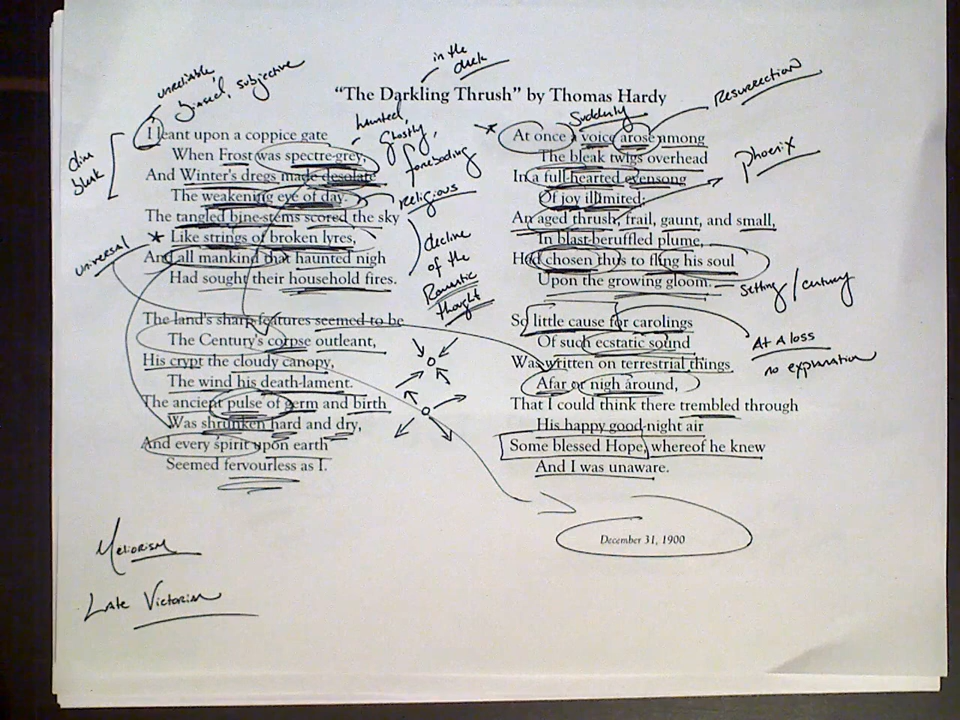 in the
dark
unreliable
biased, subjective
"The Darkling Thrush" by Thomas Hardy
Resurrection
haunted,
ghostly,
foreboding
Suddenly
dim
bleak
I leant upon a coppice gate
When Frost was spectre-grey,
And Winter's dregs made desolate
The weakening eye of day.
The tangled bine-stems scored the sky
Like strings of broken lyres,
And all mankind that haunted nigh
Had sought their household fires.
religious
decline
of the
Romantic
thought
universal
The land's sharp features seemed to be
The Century's corpse outleant,
His crypt the cloudy canopy,
The wind his death-lament.
The ancient pulse of germ and birth
Was shrunken hard and dry,
And every spirit upon earth
Seemed fervourless as I.
At once a voice arose among
The bleak twigs overhead
In a full-hearted evensong
Of joy illimited;
An aged thrush, frail, gaunt, and small,
In blast-beruffled plume,
Had chosen thus to fling his soul
Upon the growing gloom.
phoenix
setting / century
So little cause for carolings
Of such ecstatic sound
Was written on terrestrial things
Afar or nigh around,
That I could think there trembled through
His happy good-night air
Some blessed Hope, whereof he knew
And I was unaware.
At a loss
no explanation
December 31, 1900
Meliorism
Late Victorian